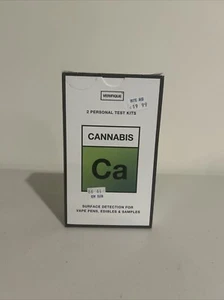 2 PERSONAL TEST KITS
CANNABIS
Ca
SURFACE DETECTION FOR
VAPE PENS, EDIBLES & SAMPLES